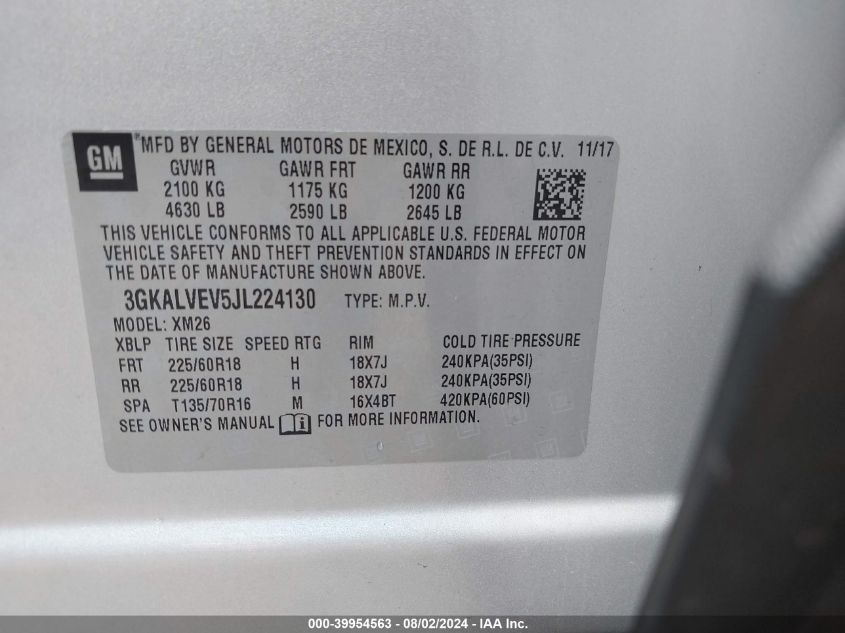 GM
®MFD BY GENERAL MOTORS DE MEXICO, S. DE R.L. DE C.V. 11/17
GVWR GAWR FRT GAWR RR
2100 KG 1175 KG 1200 KG
4630 LB 2590 LB 2645 LB
THIS VEHICLE CONFORMS TO ALL APPLICABLE U.S. FEDERAL MOTOR
VEHICLE SAFETY AND THEFT PREVENTION STANDARDS IN EFFECT ON
THE DATE OF MANUFACTURE SHOWN ABOVE.
3GKALVEV5JL224130 TYPE: M.P.V.
MODEL: XM26
XBLP TIRE SIZE SPEED RTG RIM COLD TIRE PRESSURE
FRT 225/60R18 H 18X7J 240KPA(35PSI)
RR 225/60R18 H 18X7J 240KPA(35PSI)
SPA T135/70R16 M 16X4BT 420KPA(60PSI)
SEE OWNER'S MANUAL FOR MORE INFORMATION.
000-39954563 - 08/02/2024 - IAA Inc.